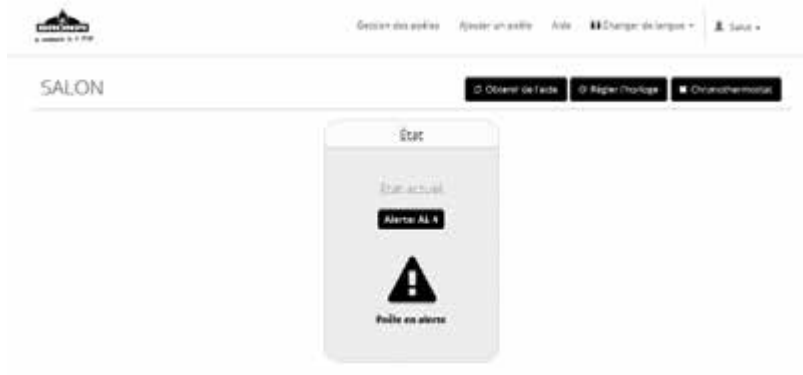 Gestion des poêles Ajouter un poêle Aide Changer de langue Salut
SALON
Obtenir de l'aide Régler l'horloge Chronothermostat
État
État actuel
Alerte: AL 4
Poêle en alerte